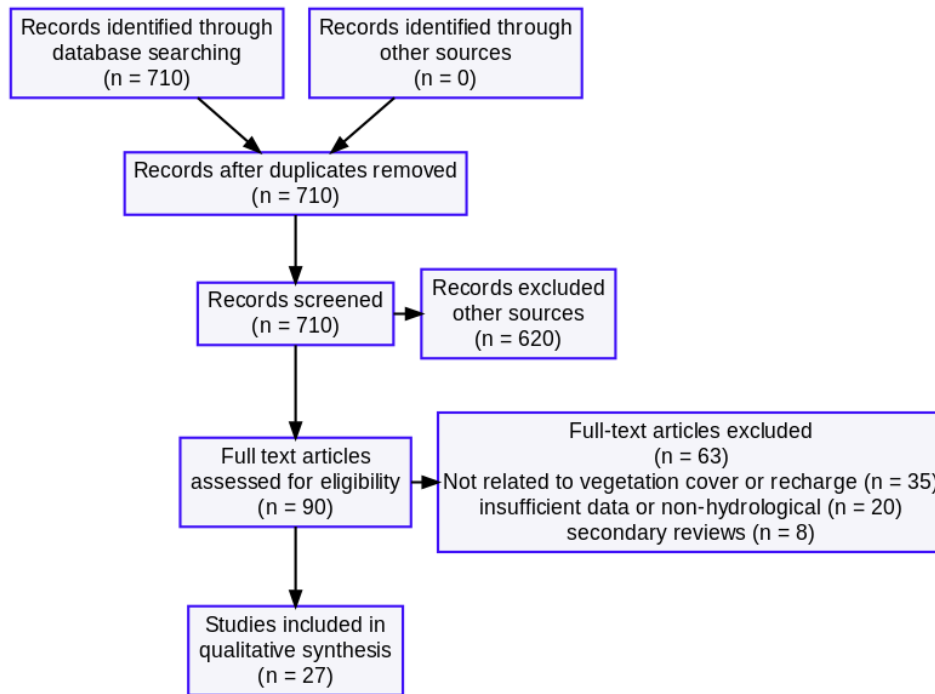 Records identified through
database searching
(n = 710)
Records identified through
other sources
(n = 0)
Records after duplicates removed
(n = 710)
Records screened
(n = 710)
Records excluded
other sources
(n = 620)
Full text articles
assessed for eligibility
(n = 90)
Full-text articles excluded
(n = 63)
Not related to vegetation cover or recharge (n = 35)
insufficient data or non-hydrological (n = 20)
secondary reviews (n = 8)
Studies included in
qualitative synthesis
(n = 27)